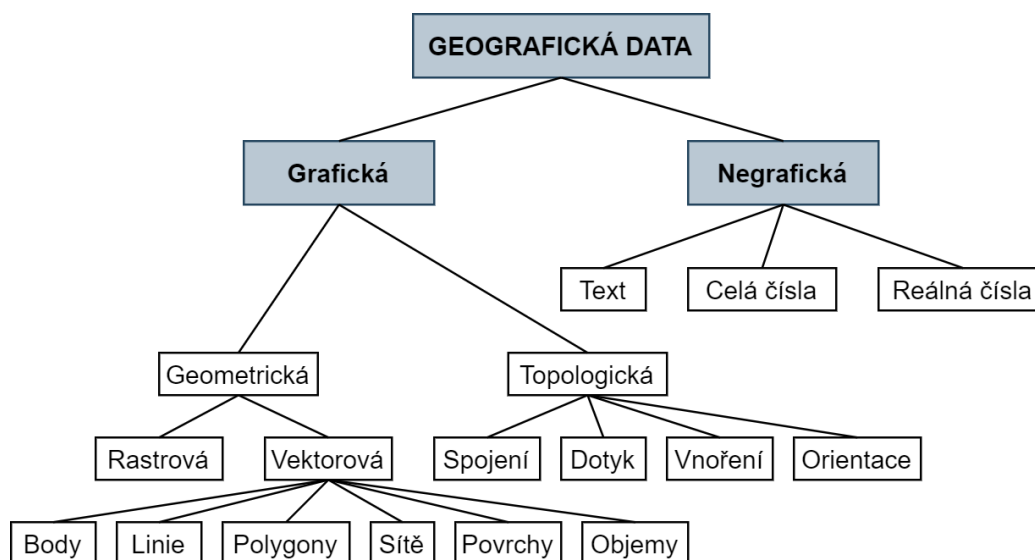 GEOGRAFICKÁ DATA
Grafická
Negrafická
Text
Celá čísla
Reálná čísla
Geometrická
Topologická
Rastrová
Vektorová
Spojení
Dotyk
Vnoření
Orientace
Body
Linie
Polygony
Sítě
Povrchy
Objemy